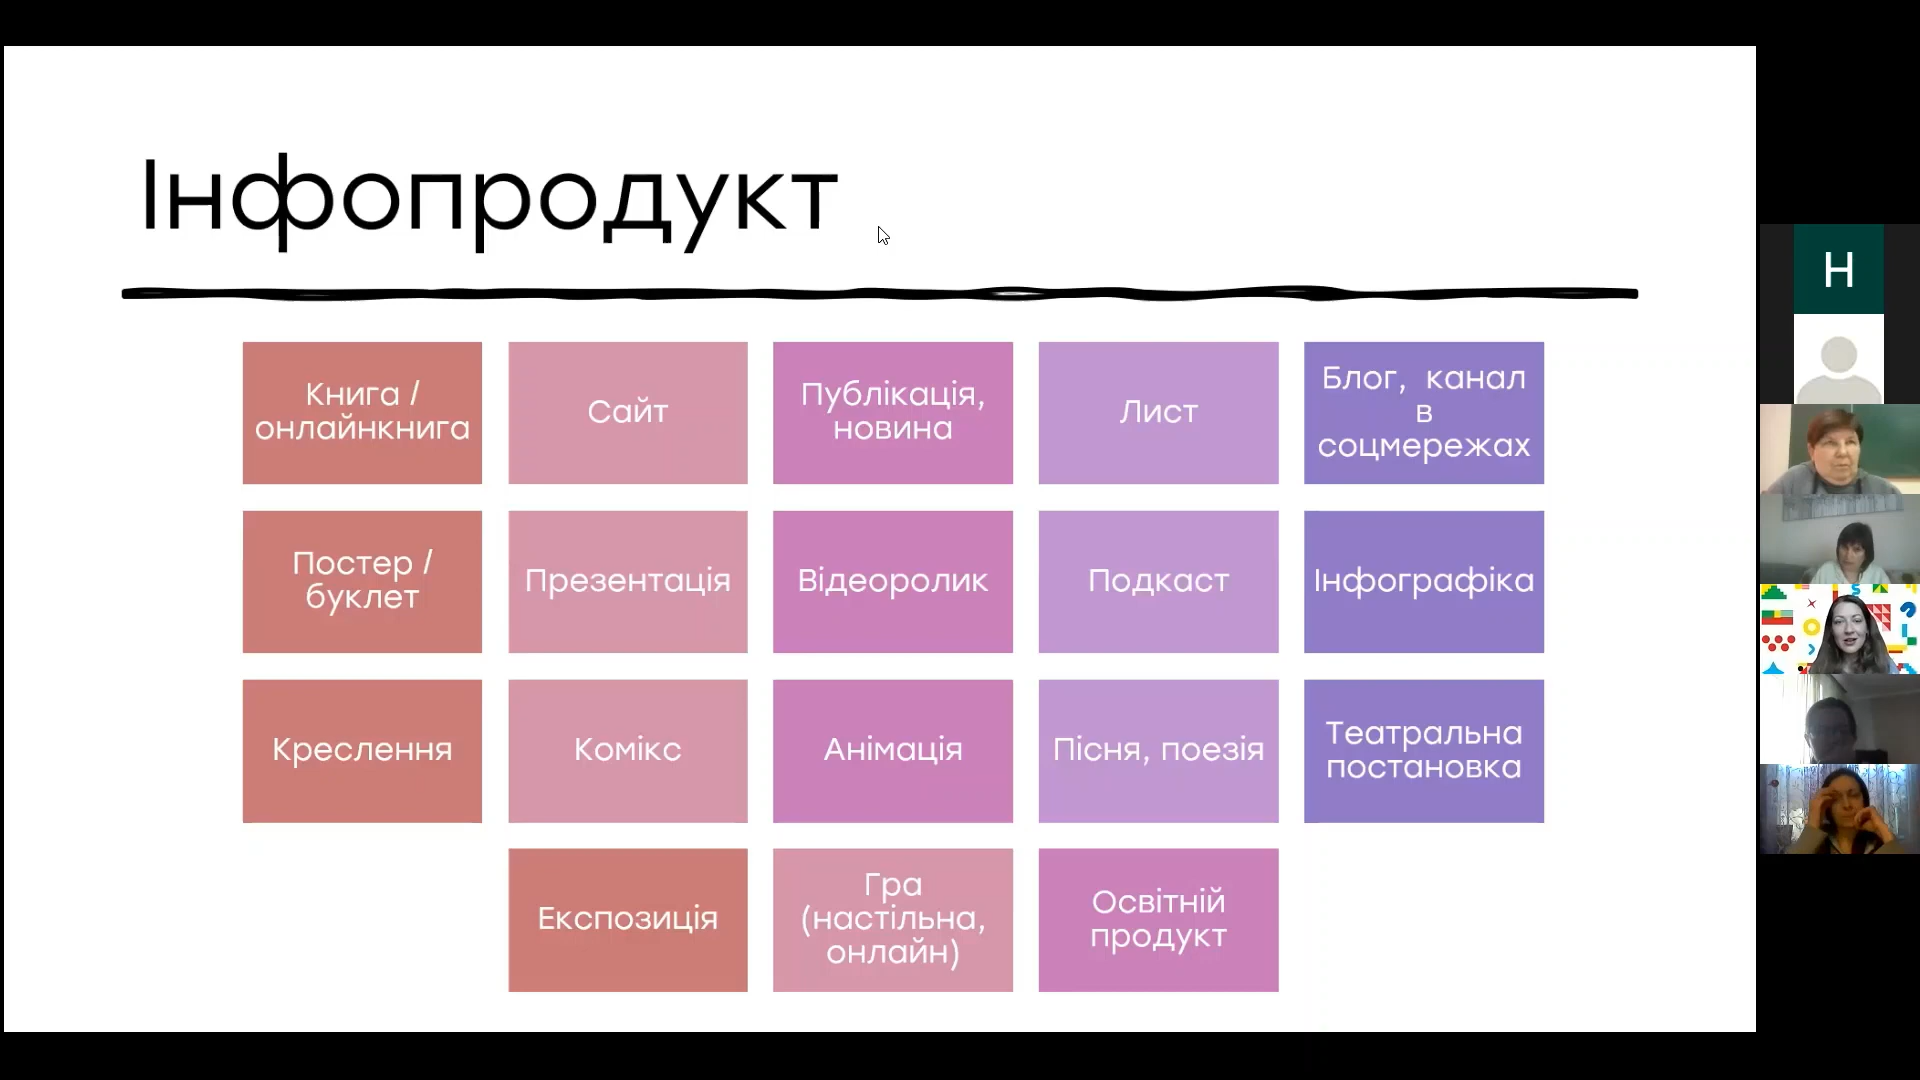 Інфопродукт
Книга /
онлайнкнига
Сайт
Публікація,
новина
Лист
Блог,  канал
в
соцмережах
Постер /
буклет
Презентація
Відеоролик
Подкаст
Інфографіка
Креслення
Комікс
Анімація
Пісня, поезія
Театральна
постановка
Експозиція
Гра
(настільна,
онлайн)
Освітній
продукт
Н